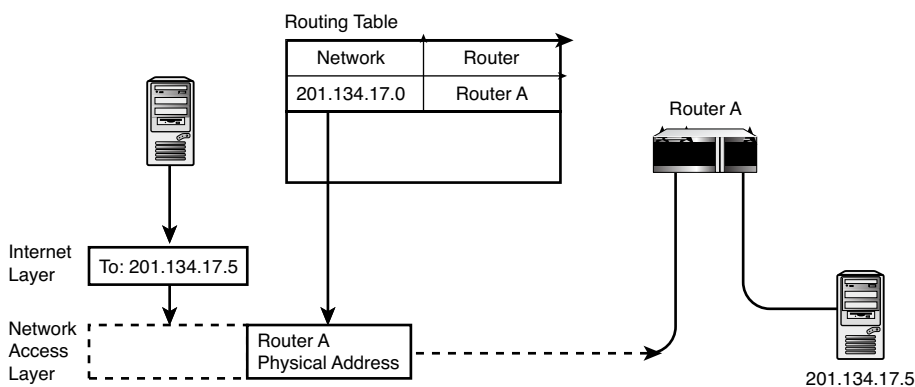 Routing Table
Network Router
201.134.17.0 Router A
Router A
Internet
Layer
To: 201.134.17.5
Network
Access
Layer
Router A
Physical Address
201.134.17.5